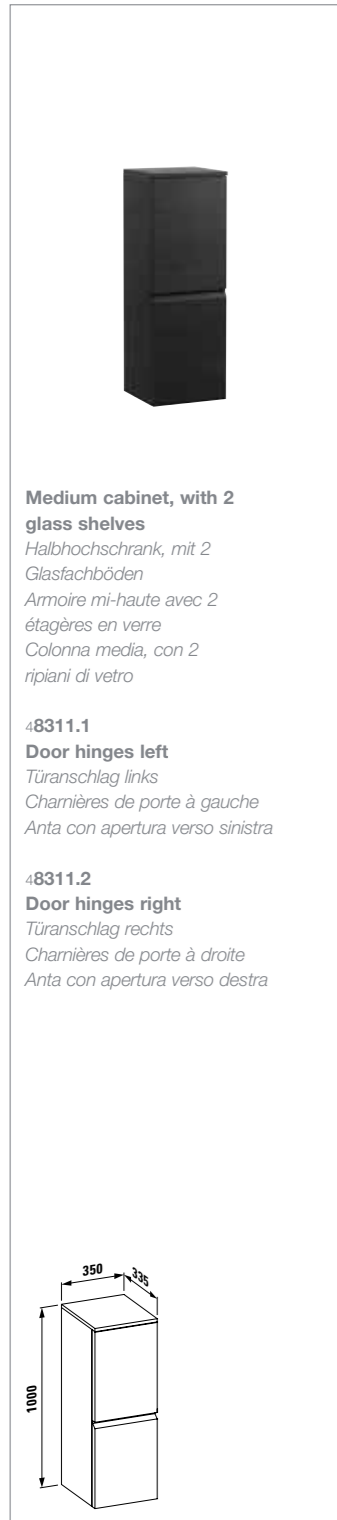 Medium cabinet, with 2
glass shelves
Halbhochschrank, mit 2
Glasfachböden
Armoire mi-haute avec 2
étagères en verre
Colonna media, con 2
ripiani di vetro
48311.1
Door hinges left
Türanschlag links
Charnières de porte à gauche
Anta con apertura verso sinistra
48311.2
Door hinges right
Türanschlag rechts
Charnières de porte à droite
Anta con apertura verso destra
350
335
1000